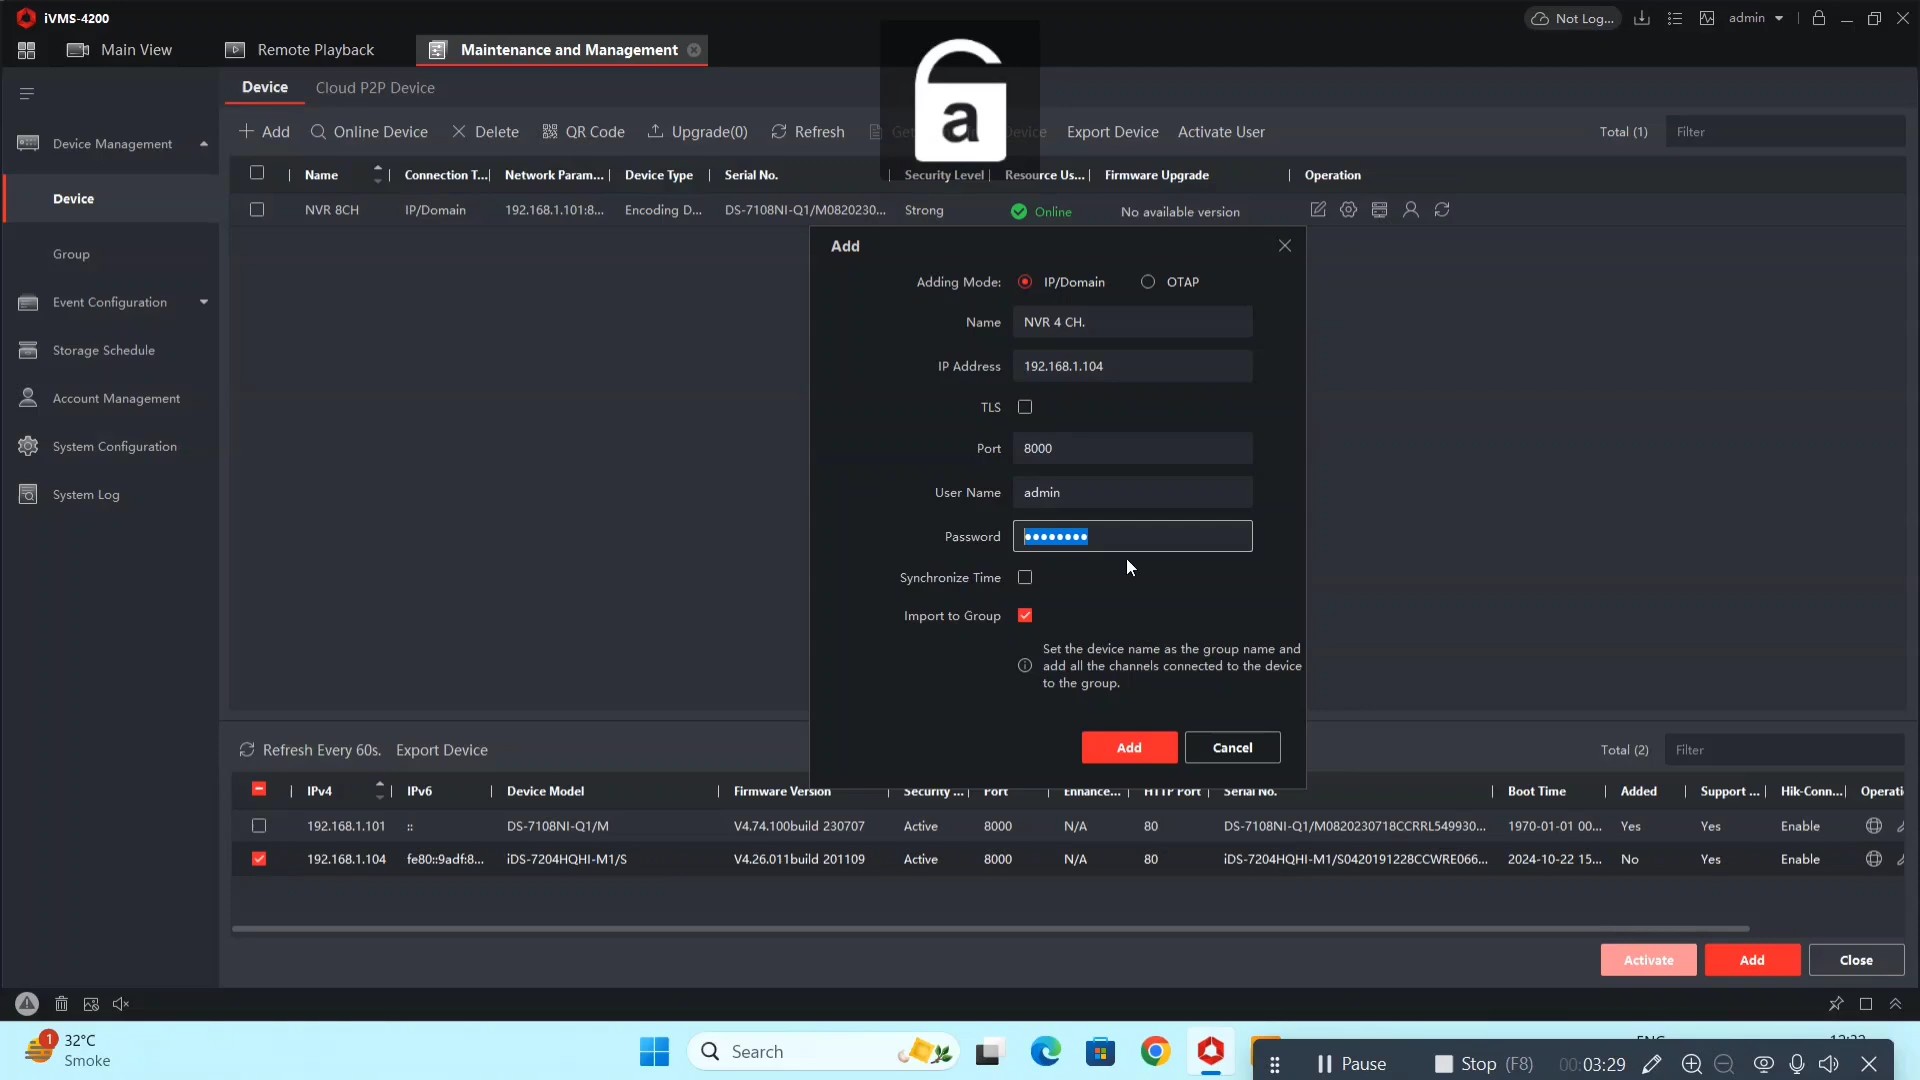 iVMS-4200
Not Log...
admin
Main View
Remote Playback
Maintenance and Management
a
Device
Cloud P2P Device
Add
Online Device
Delete
QR Code
Upgrade(0)
Refresh
Export Device
Activate User
Total (1)
Filter
Name
Connection T...
Network Param...
Device Type
Serial No.
Security Level
Resource Us...
Firmware Upgrade
Operation
NVR 8CH
IP/Domain
192.168.1.101:8...
Encoding D...
DS-7108NI-Q1/M0820230...
Strong
Online
No available version
Device Management
Device
Group
Event Configuration
Storage Schedule
Account Management
System Configuration
System Log
Add
Adding Mode:
IP/Domain
OTAP
Name
NVR 4 CH.
IP Address
192.168.1.104
TLS
Port
8000
User Name
admin
Password
Synchronize Time
Import to Group
Set the device name as the group name and
add all the channels connected to the device
to the group.
Add
Cancel
Refresh Every 60s.
Export Device
Total (2)
Filter
IPv4
IPv6
Device Model
Firmware Version
Security ...
Port
Enhance...
HTTP Port
Serial No.
Boot Time
Added
Support ...
Hik-Conn...
Operati
192.168.1.101
::
DS-7108NI-Q1/M
V4.74.100build 230707
Active
8000
N/A
80
DS-7108NI-Q1/M0820230718CCRRL549930...
1970-01-01 00...
Yes
Yes
Enable
192.168.1.104
fe80::9adf:8...
iDS-7204HQHI-M1/S
V4.26.011build 201109
Active
8000
N/A
80
iDS-7204HQHI-M1/S0420191228CCWRE066...
2024-10-22 15...
No
Yes
Enable
Activate
Add
Close
1
32°C
Smoke
Search
Pause
Stop (F8)
00:03:29